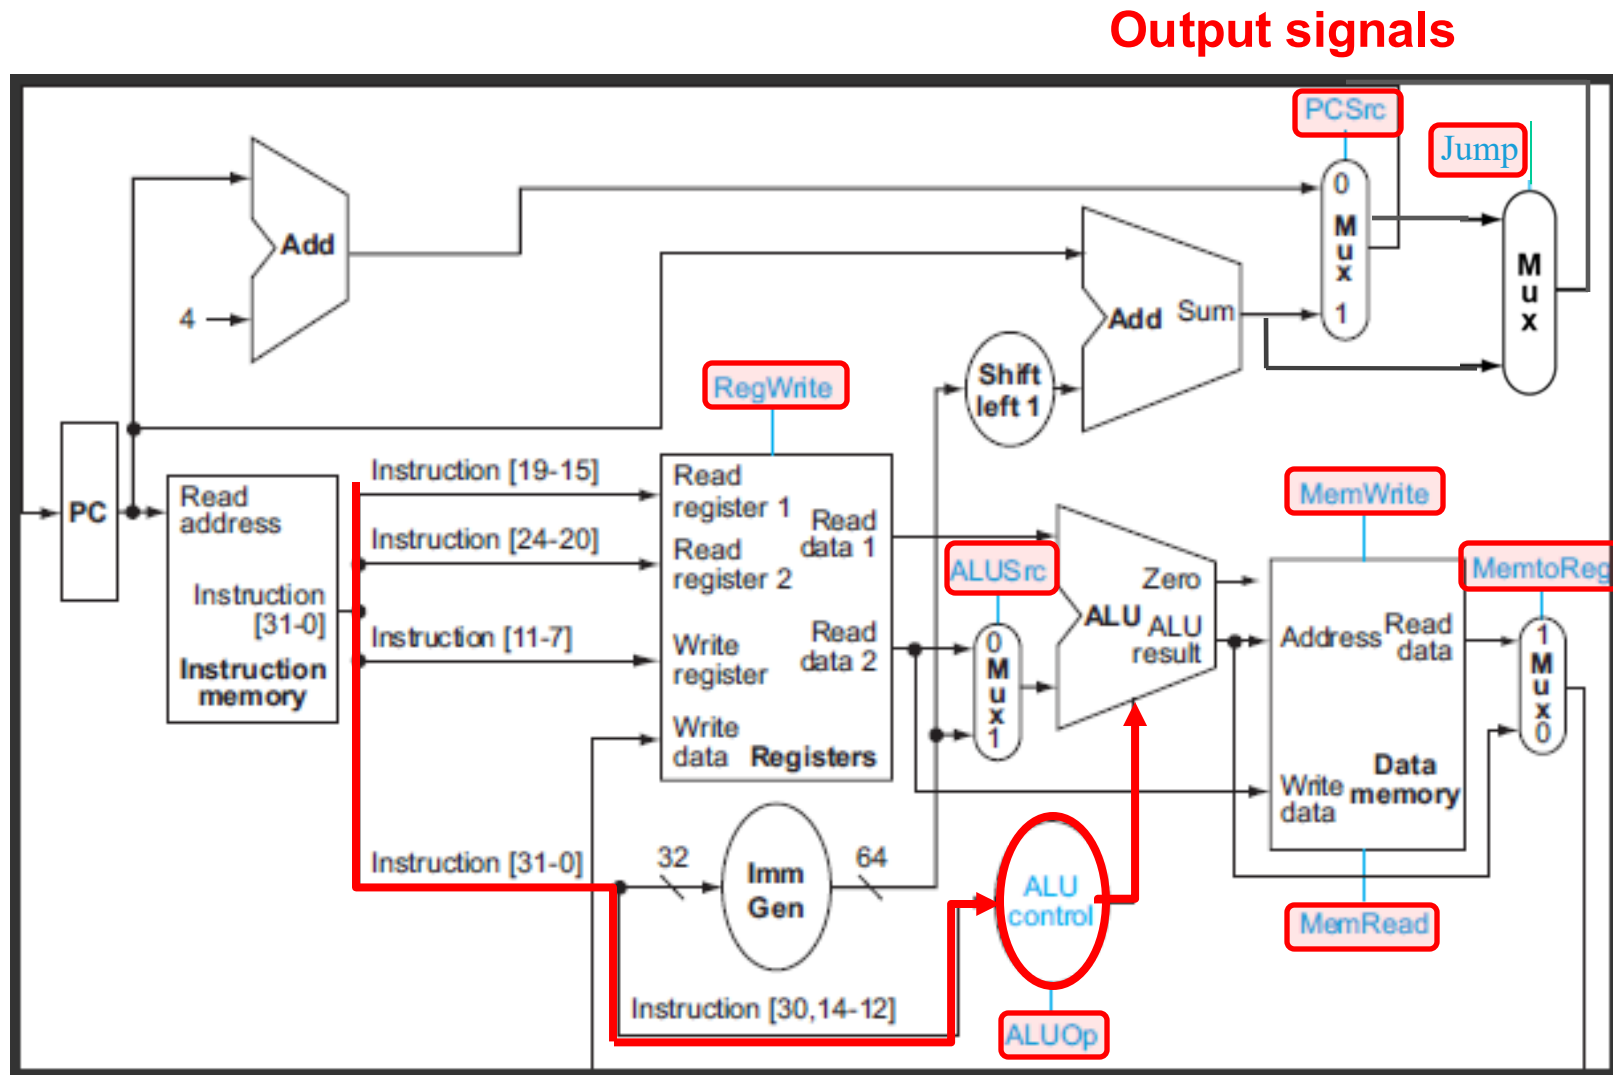 Output signals
PCSrc
Jump
0
M
u
x
1
M
u
x
Add
4
Add Sum
Shift
left 1
RegWrite
PC
Read
address
Instruction
[31-0]
Instruction
memory
Instruction [19-15]
Instruction [24-20]
Instruction [11-7]
Read
register 1
Read
register 2
Write
register
Write
data
Read
data 1
Read
data 2
Registers
ALUSrc
0
M
u
x
1
Zero
ALU
ALU
result
MemWrite
MemtoReg
Address
Read
data
Write
data
Data
memory
1
M
u
x
0
MemRead
Instruction [31-0]
32
Imm
Gen
64
ALU
control
Instruction [30,14-12]
ALUOp